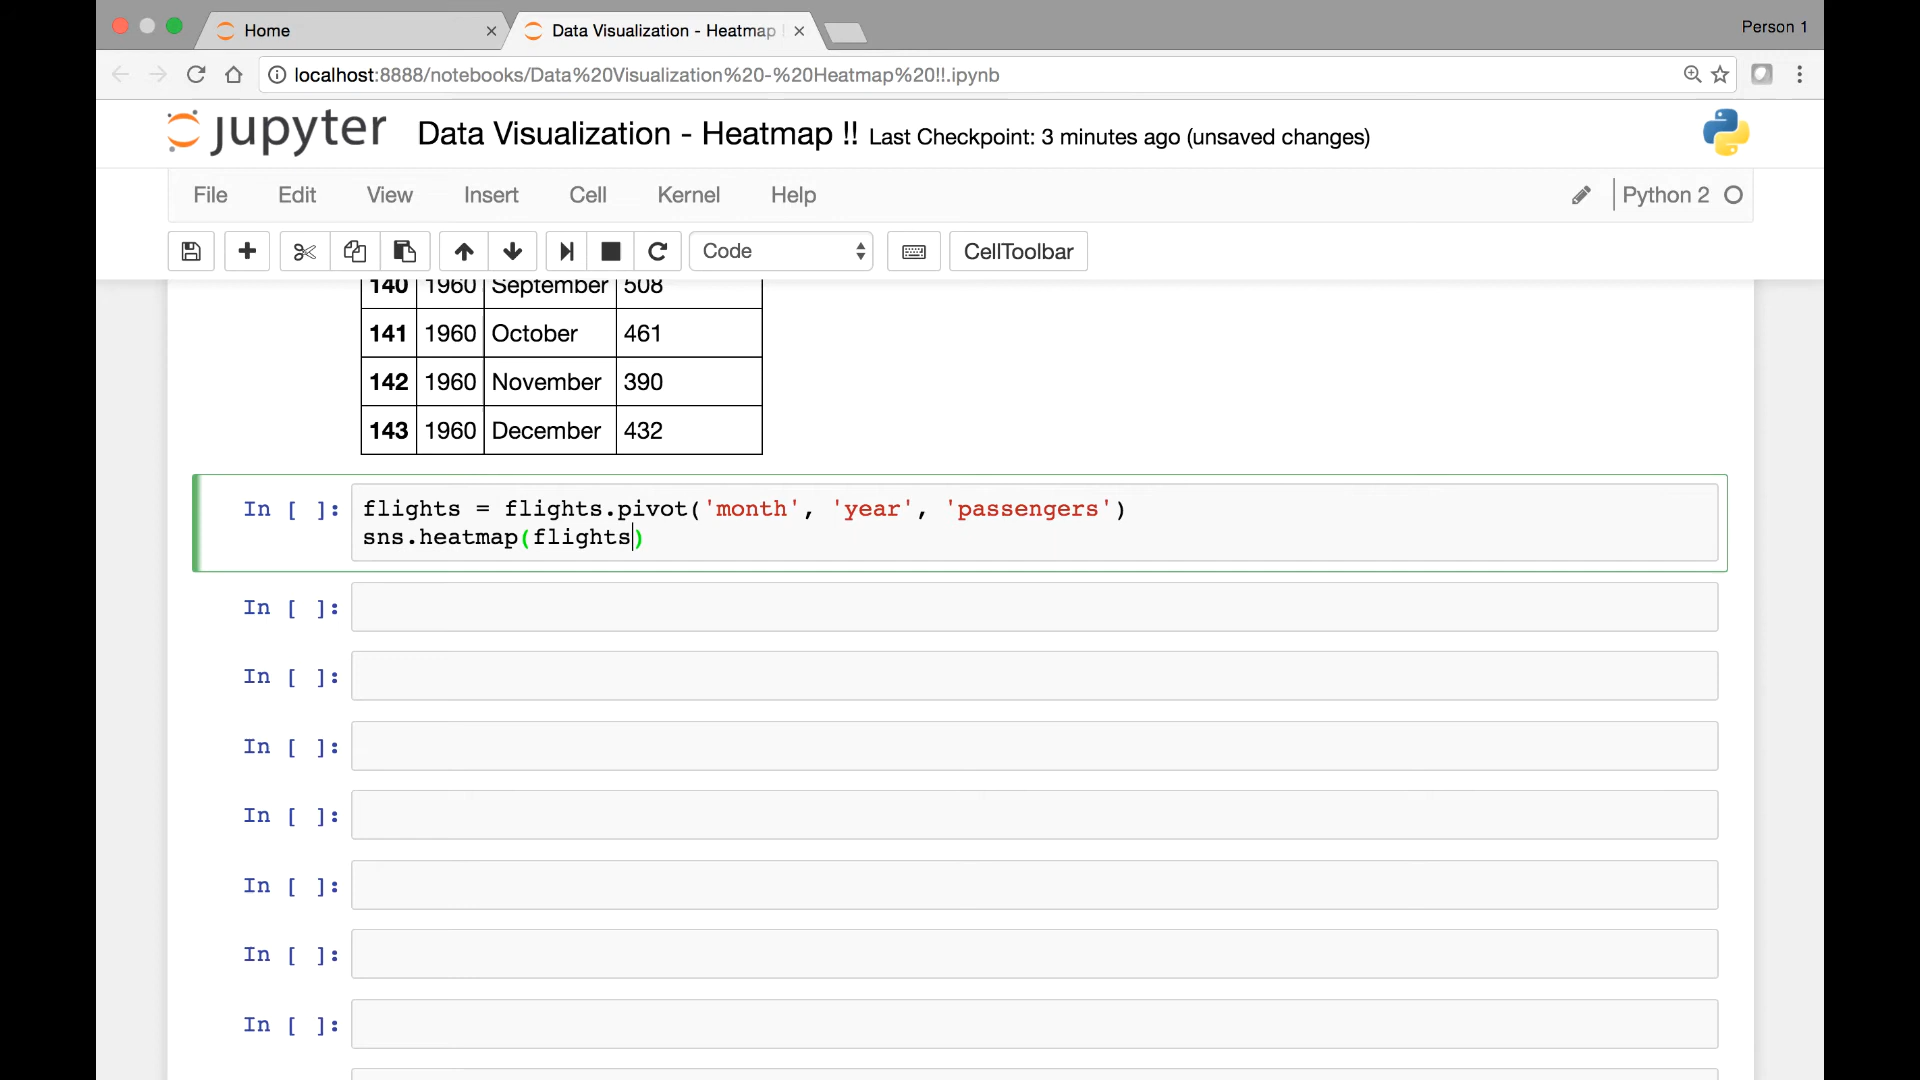 Home
Data Visualization - Heatmap
Person 1
localhost:8888/notebooks/Data%20Visualization%20-%20Heatmap%20!!.ipynb
jupyter Data Visualization - Heatmap !! Last Checkpoint: 3 minutes ago (unsaved changes)
File Edit View Insert Cell Kernel Help Python 2
Code CellToolbar
140 1960 September 508
141 1960 October 461
142 1960 November 390
143 1960 December 432
In [ ]: flights = flights.pivot('month', 'year', 'passengers')
sns.heatmap(flights)
In [ ]:
In [ ]:
In [ ]:
In [ ]:
In [ ]:
In [ ]:
In [ ]: